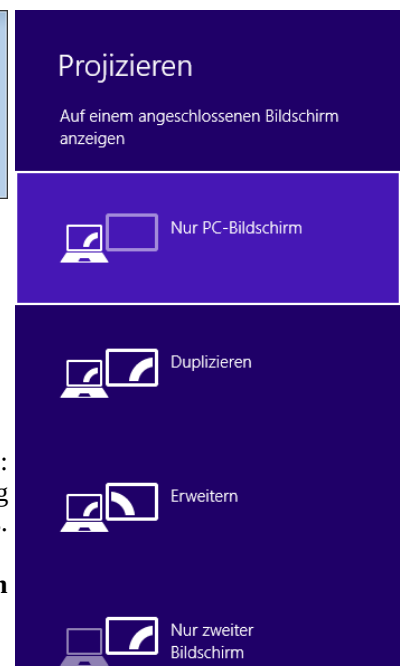 Projizieren
Auf einem angeschlossenen Bildschirm
anzeigen
Nur PC-Bildschirm
Duplizieren
:
g
Erweitern
.
n
Nur zweiter
Bildschirm